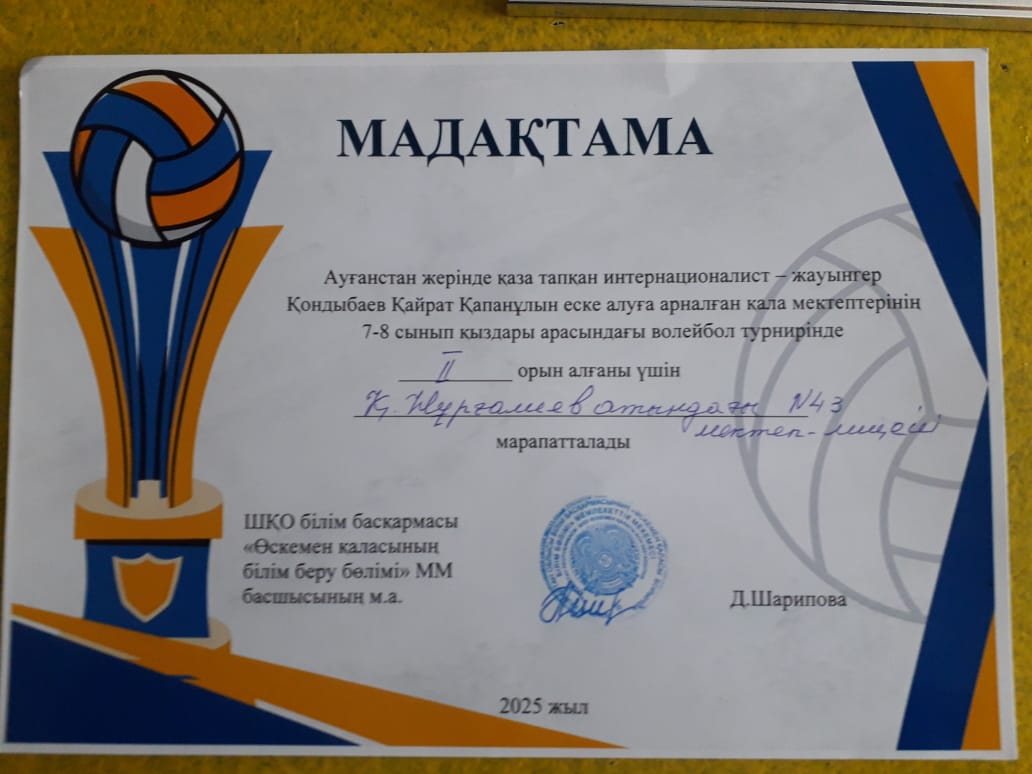 МАДАҚТАМА
Ауғанстан жерінде қаза тапқан интернационалист – жауынгер
Қондыбаев Қайрат Қапанұлын еске алуға арналған қала мектептерінің
7-8 сынып қыздары арасындағы волейбол турнирінде
II орын алғаны үшін
Қ. Нұрғалиев атындағы N43
мектеп-лицейі
марапатталады
ШҚО білім басқармасы
«Өскемен қаласының
білім беру бөлімі» ММ
басшысының м.а.
Д.Шарипова
2025 жыл